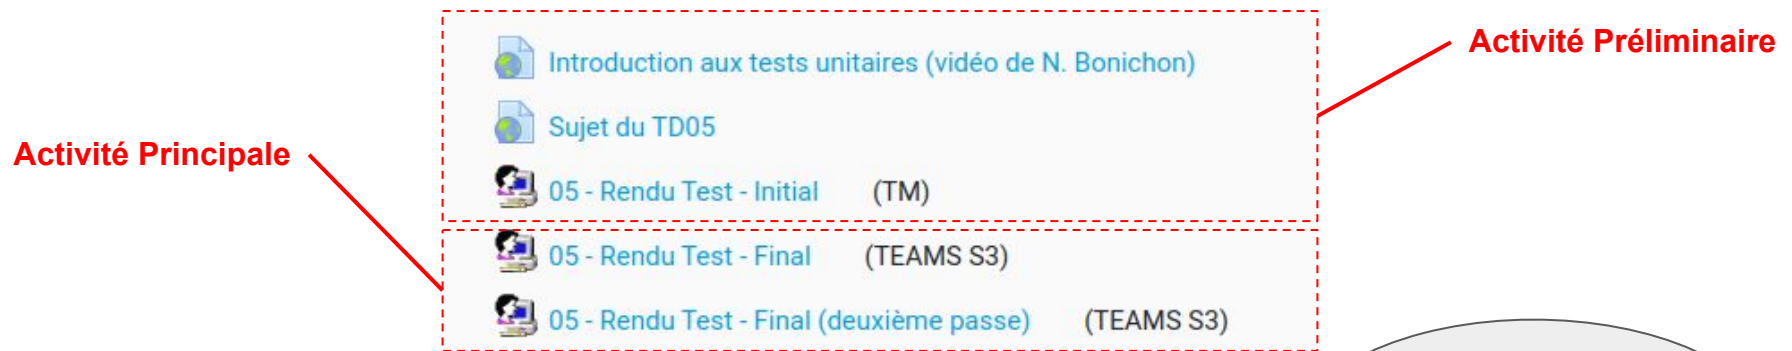 Activité Préliminaire
Introduction aux tests unitaires (vidéo de N. Bonichon)
Sujet du TD05
Activité Principale
05 - Rendu Test - Initial (TM)
05 - Rendu Test - Final (TEAMS S3)
05 - Rendu Test - Final (deuxième passe) (TEAMS S3)